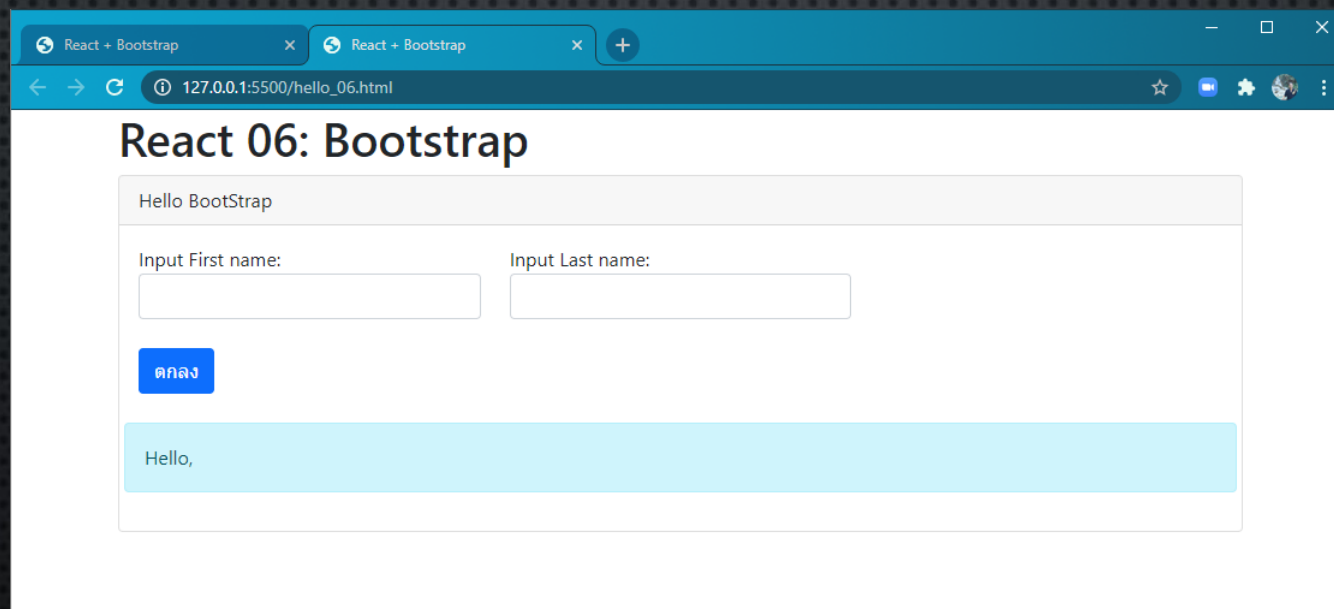 React + Bootstrap
React + Bootstrap
127.0.0.1:5500/hello_06.html
React 06: Bootstrap
Hello BootStrap
Input First name:
Input Last name:
ตกลง
Hello,